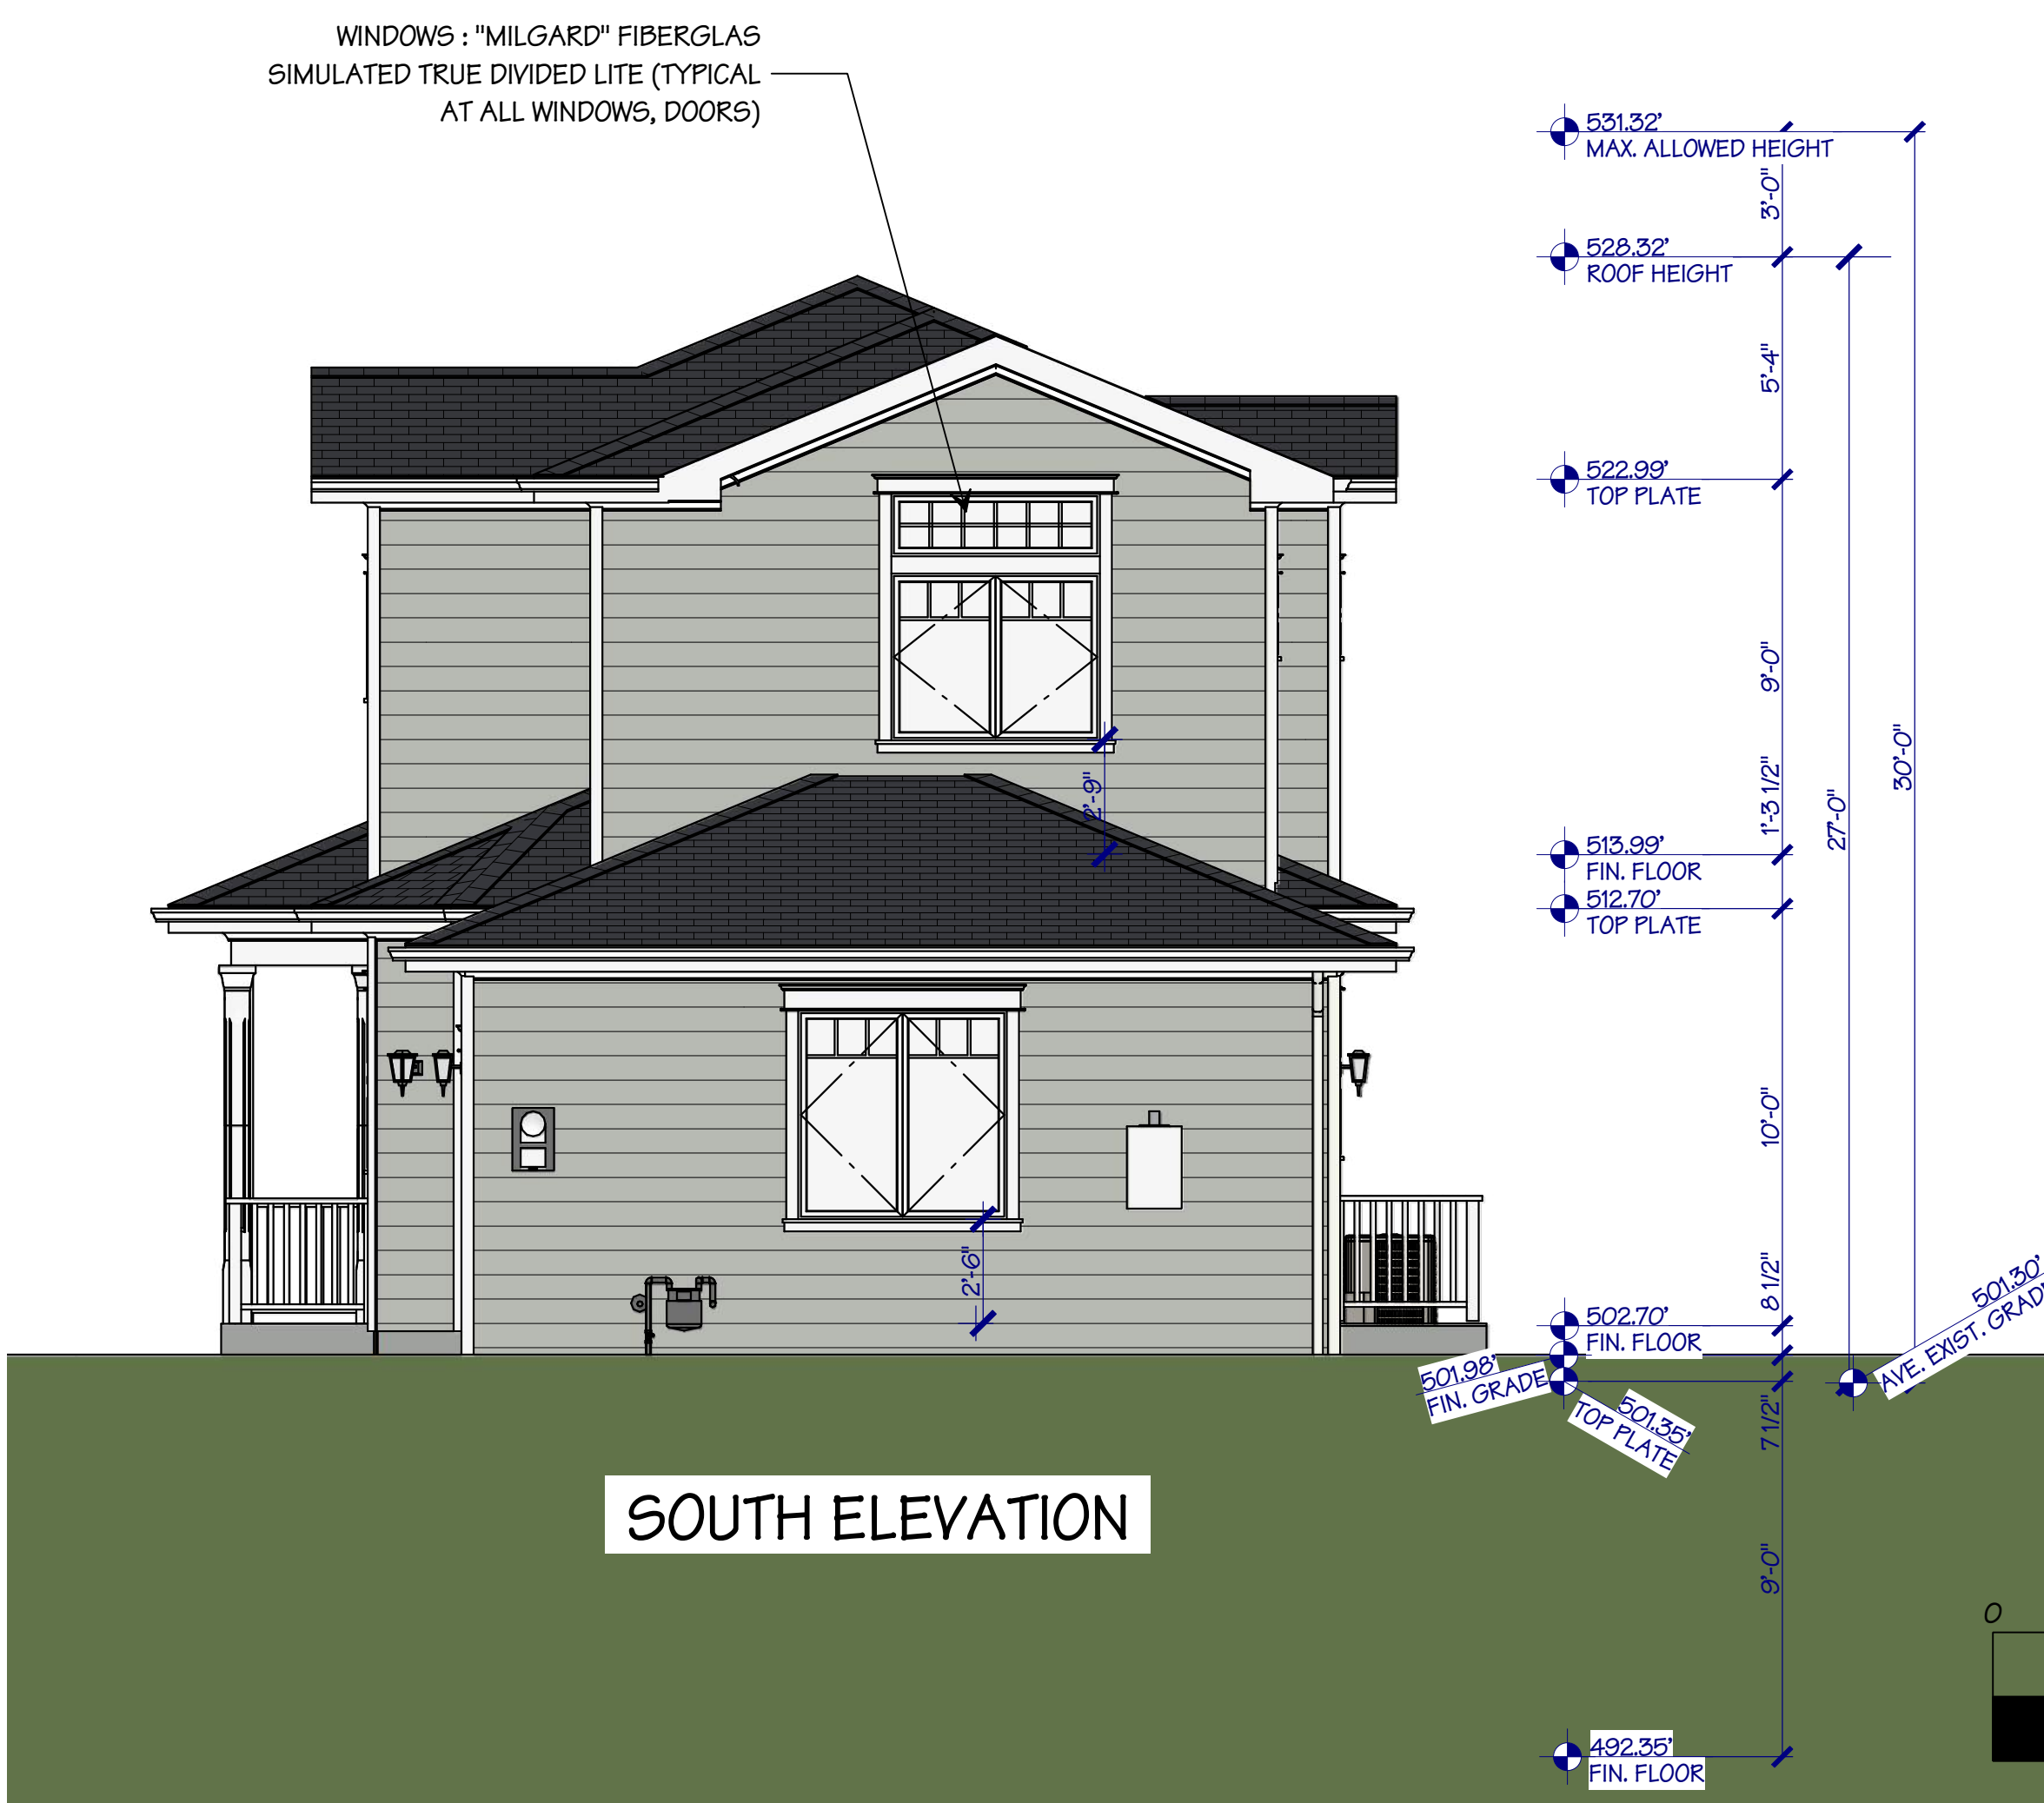 WINDOWS : "MILGARD" FIBERGLAS
SIMULATED TRUE DIVIDED LITE (TYPICAL
AT ALL WINDOWS, DOORS)
531.32'
MAX. ALLOWED HEIGHT
3'-0"
528.32'
ROOF HEIGHT
5'-4"
522.99'
TOP PLATE
9'-0"
2'-9"
1'-3 1/2"
27'-0"
30'-0"
513.99'
FIN. FLOOR
512.70'
TOP PLATE
10'-0"
2'-6"
8 1/2"
502.70'
FIN. FLOOR
501.98'
FIN. GRADE
501.35'
TOP PLATE
501.30'
AVE. EXIST. GRAD
7 1/2"
SOUTH ELEVATION
9'-0"
0
492.35'
FIN. FLOOR